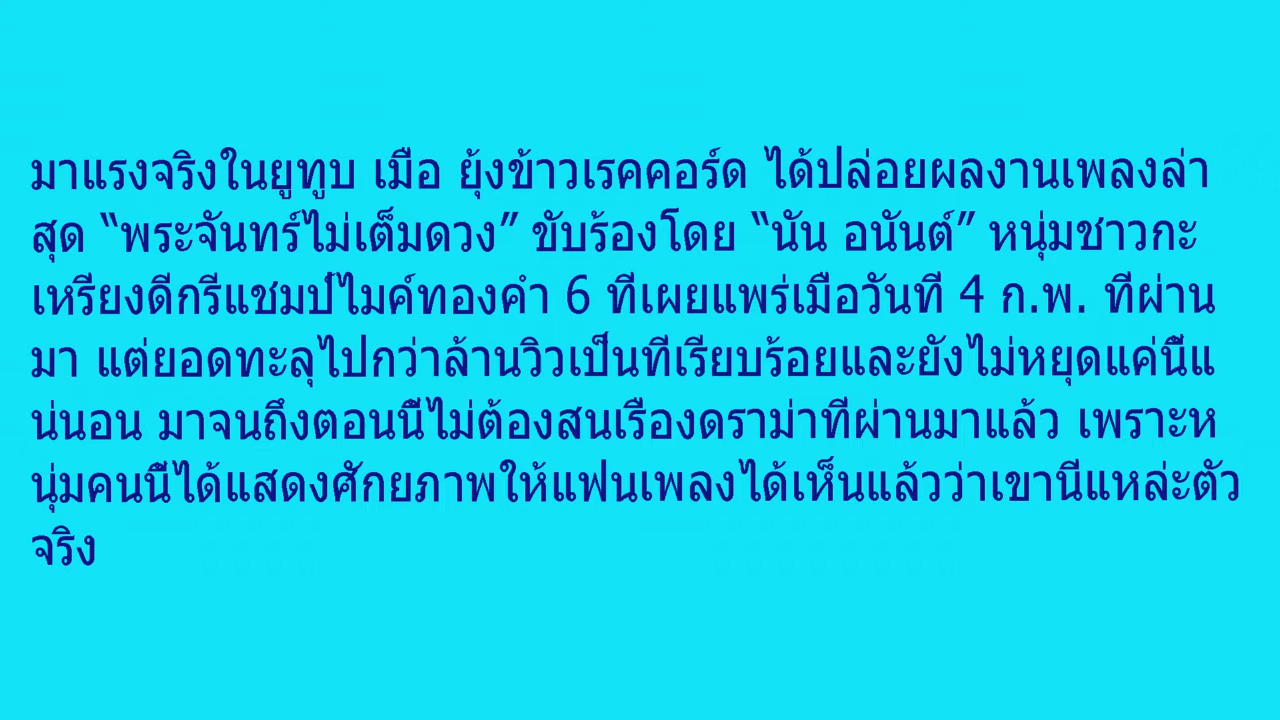 มาแรงจริงในยูทูบ เมื่อ ยุ้งข้าวเรคคอร์ด ได้ปล่อยผลงานเพลงล่า
สุด “พระจันทร์ไม่เต็มดวง” ขับร้องโดย “นัน อนันต์” หนุ่มชาวกะ
เหรี่ยงดีกรีแชมป์ไมค์ทองคำ 6 ที่เผยแพร่เมื่อวันที่ 4 ก.พ. ที่ผ่าน
มา แต่ยอดทะลุไปกว่าล้านวิวเป็นที่เรียบร้อยและยังไม่หยุดแค่นี้แ
น่นอน มาจนถึงตอนนี้ไม่ต้องสนเรื่องดราม่าที่ผ่านมาแล้ว เพราะห
นุ่มคนนี้ได้แสดงศักยภาพให้แฟนเพลงได้เห็นแล้วว่าเขานี่แหล่ะตัว
จริง